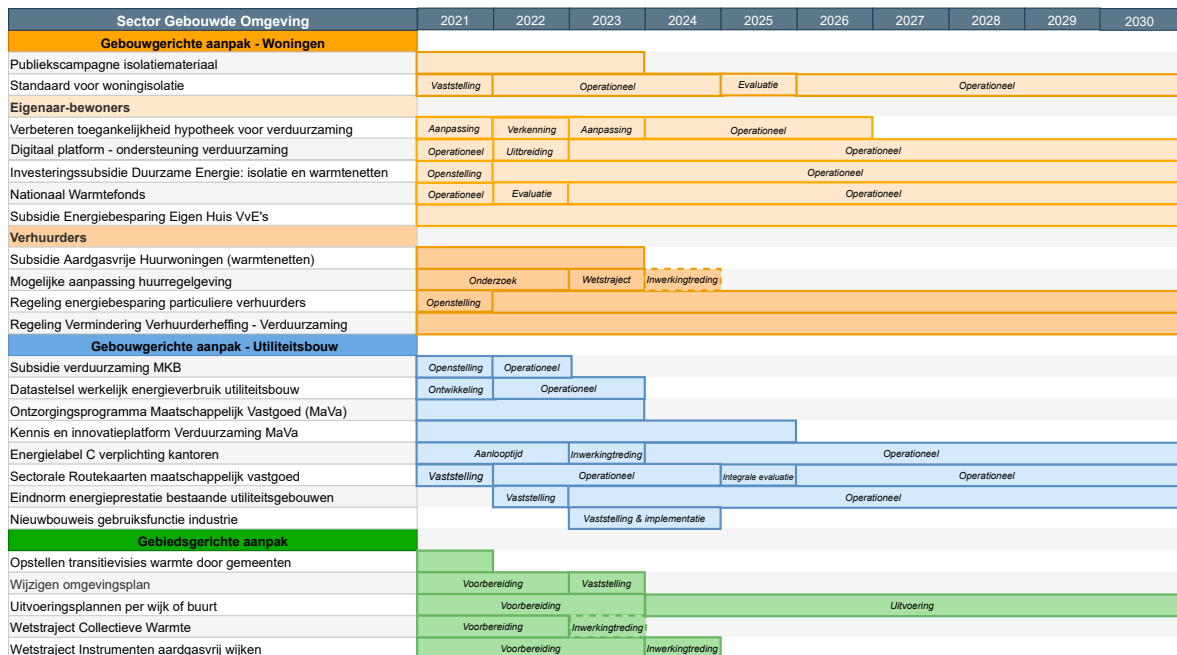 Sector Gebouwde Omgeving 2021 2022 2023 2024 2025 2026 2027 2028 2029 2030
Gebouwgerichte aanpak - Woningen
Publiekscampagne isolatiemateriaal
Standaard voor woningisolatie Vaststelling Operationeel Evaluatie Operationeel
Eigenaar-bewoners
Verbeteren toegankelijkheid hypotheek voor verduurzaming Aanpassing Verkenning Aanpassing Operationeel
Digitaal platform - ondersteuning verduurzaming Operationeel Uitbreiding Operationeel
Investeringssubsidie Duurzame Energie: isolatie en warmtenetten Openstelling Operationeel
Nationaal Warmtefonds Operationeel Evaluatie Operationeel
Subsidie Energiebesparing Eigen Huis VvE's
Verhuurders
Subsidie Aardgasvrije Huurwoningen (warmtenetten)
Mogelijke aanpassing huurregelgeving Onderzoek Wetstraject Inwerkingtreding
Regeling energiebesparing particuliere verhuurders Openstelling
Regeling Vermindering Verhuurderheffing - Verduurzaming
Gebouwgerichte aanpak - Utiliteitsbouw
Subsidie verduurzaming MKB Openstelling Operationeel
Datastelsel werkelijk energieverbruik utiliteitsbouw Ontwikkeling Operationeel
Ontzorgingsprogramma Maatschappelijk Vastgoed (MaVa)
Kennis en innovatieplatform Verduurzaming MaVa
Energielabel C verplichting kantoren Aanlooptijd Inwerkingtreding Operationeel
Sectorale Routekaarten maatschappelijk vastgoed Vaststelling Operationeel Integrale evaluatie Operationeel
Eindnorm energieprestatie bestaande utiliteitsgebouwen Vaststelling Operationeel
Nieuwbouweis gebruiksfunctie industrie Vaststelling & implementatie
Gebiedsgerichte aanpak
Opstellen transitievisies warmte door gemeenten
Wijzigen omgevingsplan Voorbereiding Vaststelling
Uitvoeringsplannen per wijk of buurt Voorbereiding Uitvoering
Wetstraject Collectieve Warmte Voorbereiding Inwerkingtreding
Wetstraject Instrumenten aardgasvrij wijken Voorbereiding Inwerkingtreding